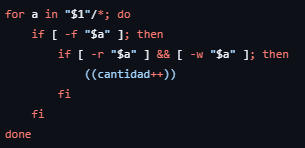 for a in "$1"/*; do
    if [ -f "$a" ]; then
        if [ -r "$a" ] && [ -w "$a" ]; then
            ((cantidad++))
        fi
    fi
done